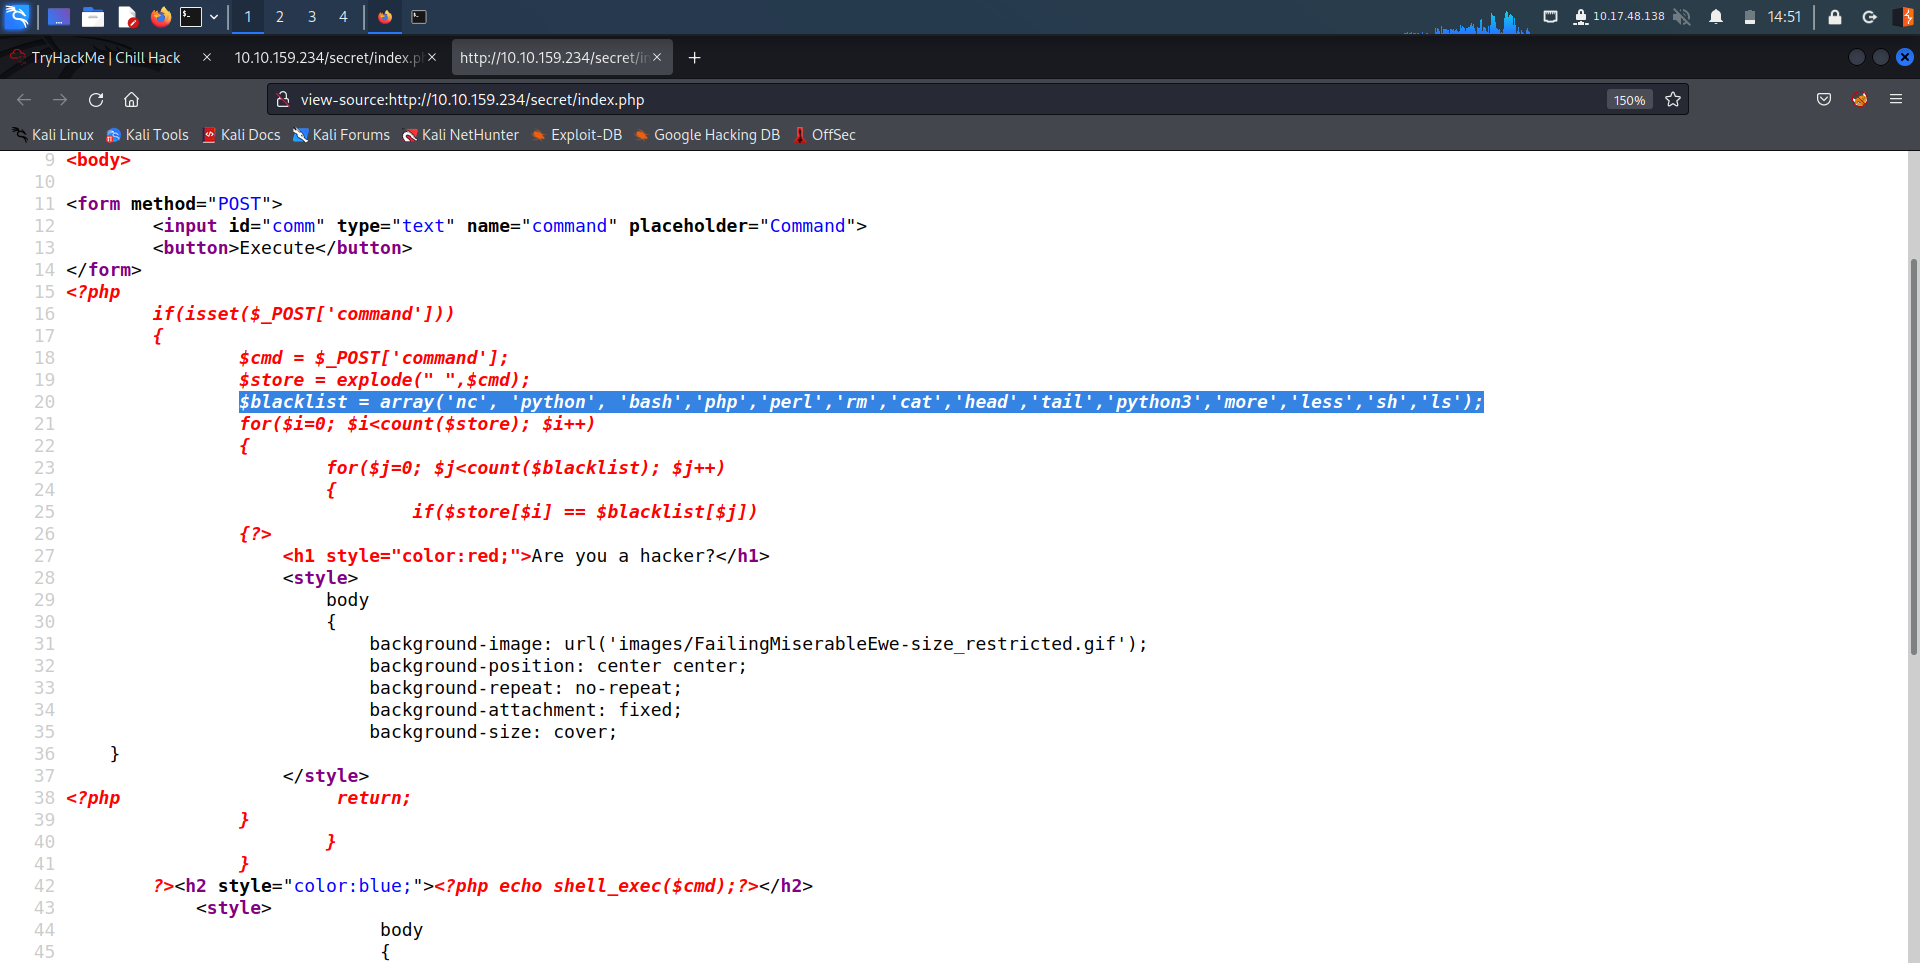 1 2 3 4 10.17.48.138 14:51
TryHackMe | Chill Hack 10.10.159.234/secret/index.p http://10.10.159.234/secret/in
view-source:http://10.10.159.234/secret/index.php 150%
Kali Linux Kali Tools Kali Docs Kali Forums Kali NetHunter Exploit-DB Google Hacking DB OffSec
9 <body>
10
11 <form method="POST">
12 <input id="comm" type="text" name="command" placeholder="Command">
13 <button>Execute</button>
14 </form>
15 <?php
16 if(isset($_POST['command']))
17 {
18 $cmd = $_POST['command'];
19 $store = explode(" ",$cmd);
20 $blacklist = array('nc', 'python', 'bash','php','perl','rm','cat','head','tail','python3','more','less','sh','ls');
21 for($i=0; $i<count($store); $i++)
22 {
23 for($j=0; $j<count($blacklist); $j++)
24 {
25 if($store[$i] == $blacklist[$j])
26 {?>
27 <h1 style="color:red;">Are you a hacker?</h1>
28 <style>
29 body
30 {
31 background-image: url('images/FailingMiserableEwe-size_restricted.gif');
32 background-position: center center;
33 background-repeat: no-repeat;
34 background-attachment: fixed;
35 background-size: cover;
36 }
37 </style>
38 <?php return;
39 }
40 }
41 }
42 ?><h2 style="color:blue;"><?php echo shell_exec($cmd);?></h2>
43 <style>
44 body
45 {